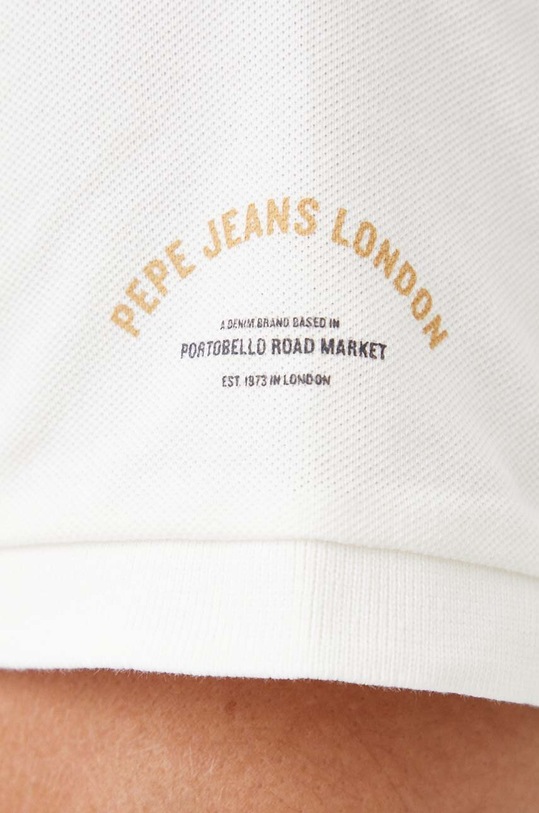 PEPE JEANS LONDON
A DENIM BRAND BASED IN
PORTOBELLO ROAD MARKET
EST. 1973 IN LONDON